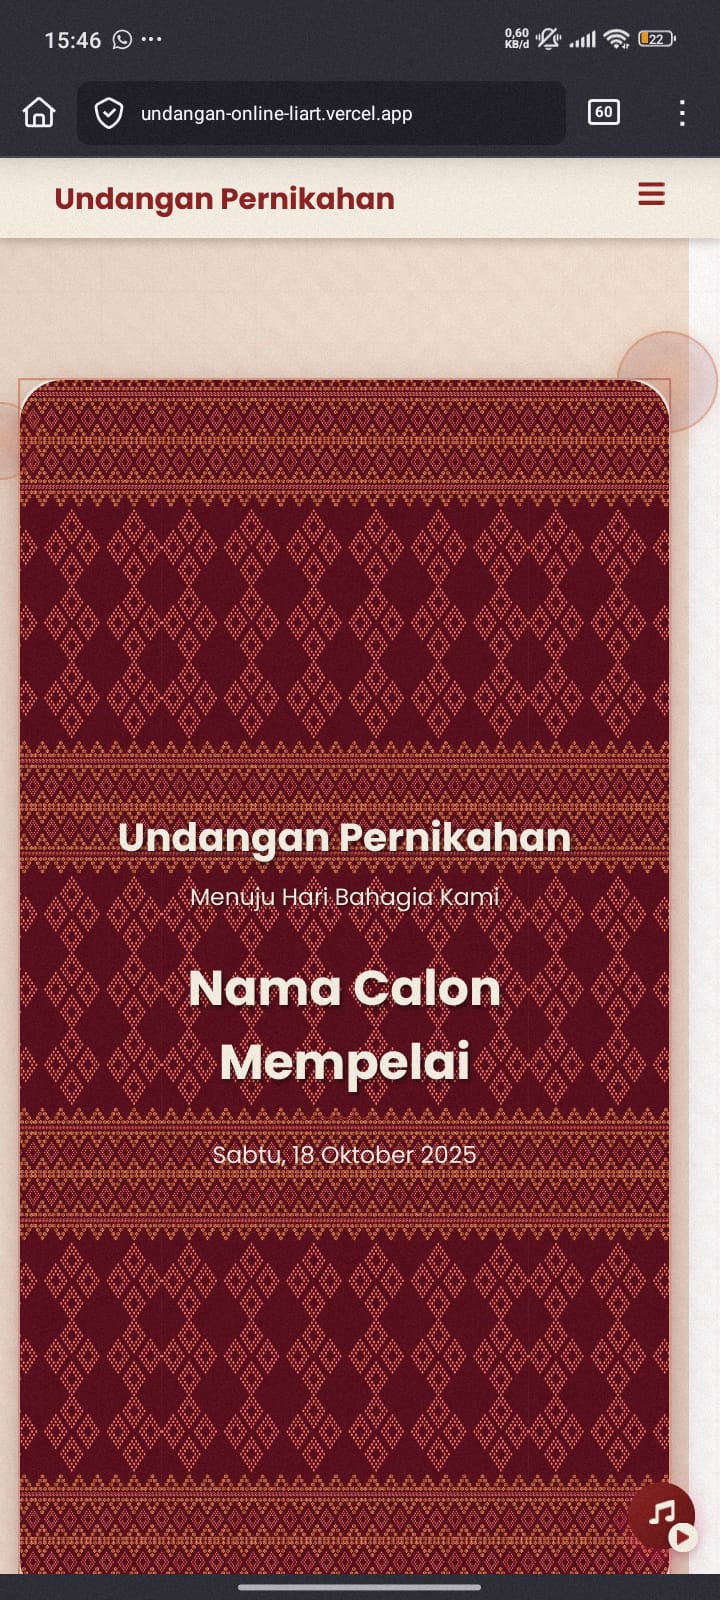 15:46
0,60
KB/d
22
undangan-online-liart.vercel.app
60
Undangan Pernikahan
Undangan Pernikahan
Menuju Hari Bahagia Kami
Nama Calon
Mempelai
Sabtu, 18 Oktober 2025